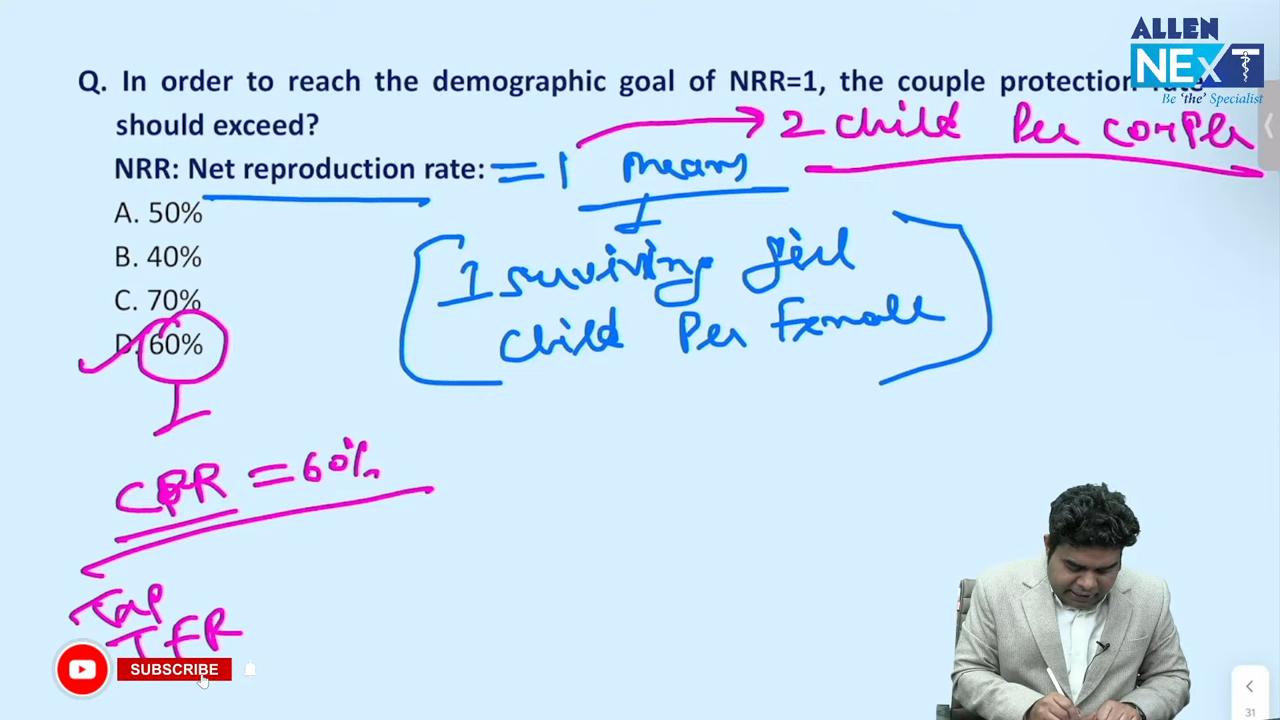 ALLEN
NEXT
Be 'the' Specialist
Q. In order to reach the demographic goal of NRR=1, the couple protection rate
should exceed?
→ 2 child Per couple
NRR: Net reproduction rate: = 1 means
A. 50%
B. 40%
C. 70%
D. 60%
1 surviving girl
child Per Female
CPR = 60%
TFR
SUBSCRIBE
31